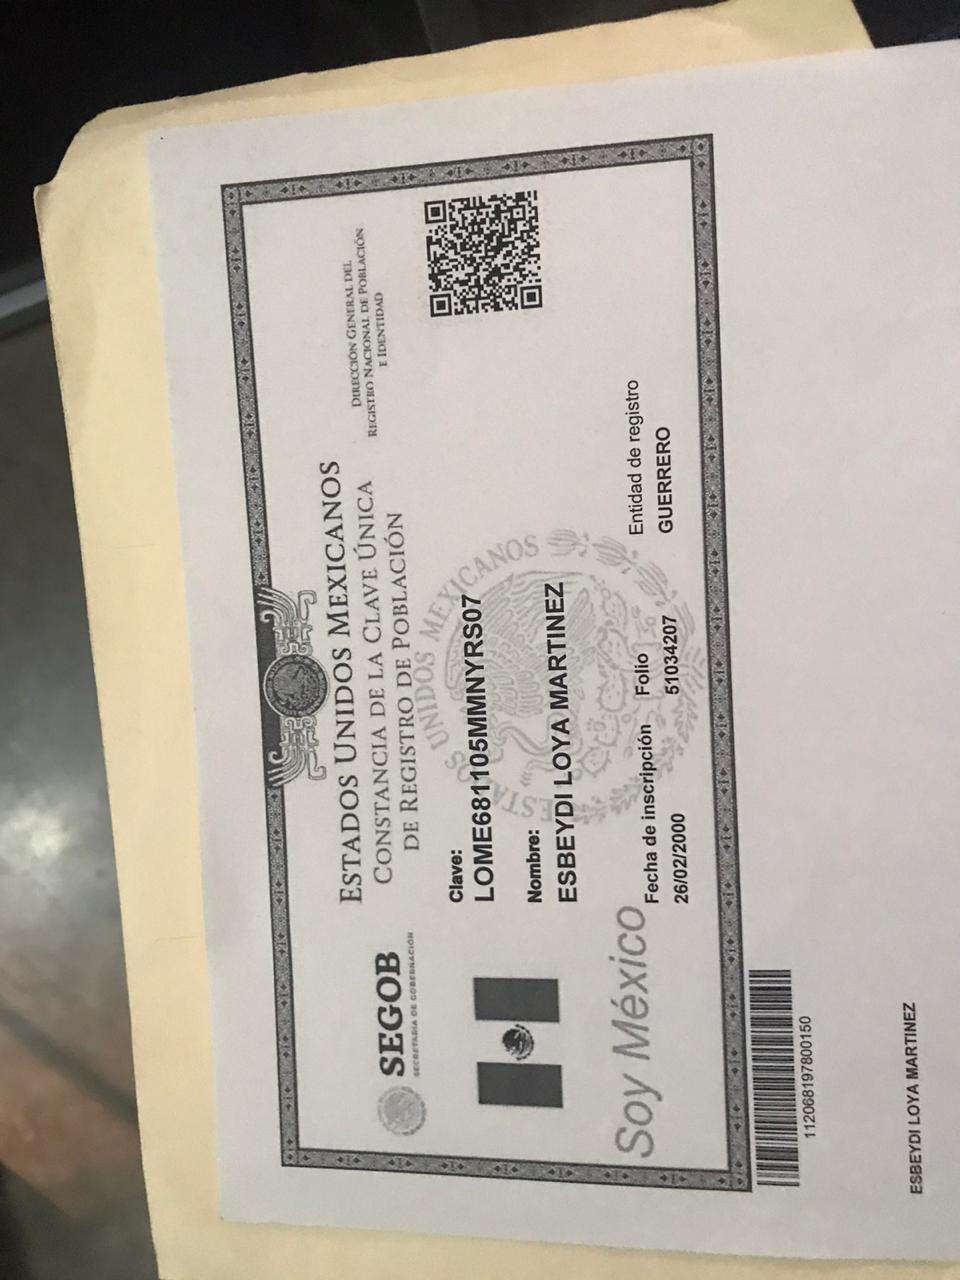 SEGOB
SECRETARÍA DE GOBERNACIÓN
ESTADOS UNIDOS MEXICANOS
CONSTANCIA DE LA CLAVE ÚNICA
DE REGISTRO DE POBLACIÓN
DIRECCIÓN GENERAL DEL
REGISTRO NACIONAL DE POBLACIÓN
E IDENTIDAD
ESTADOS UNIDOS MEXICANOS
Clave:
LOME681105MMNYRS07
Nombre:
ESBEYDI LOYA MARTINEZ
Soy México
Fecha de inscripción Folio Entidad de registro
26/02/2000 51034207 GUERRERO
112068197800150
ESBEYDI LOYA MARTINEZ